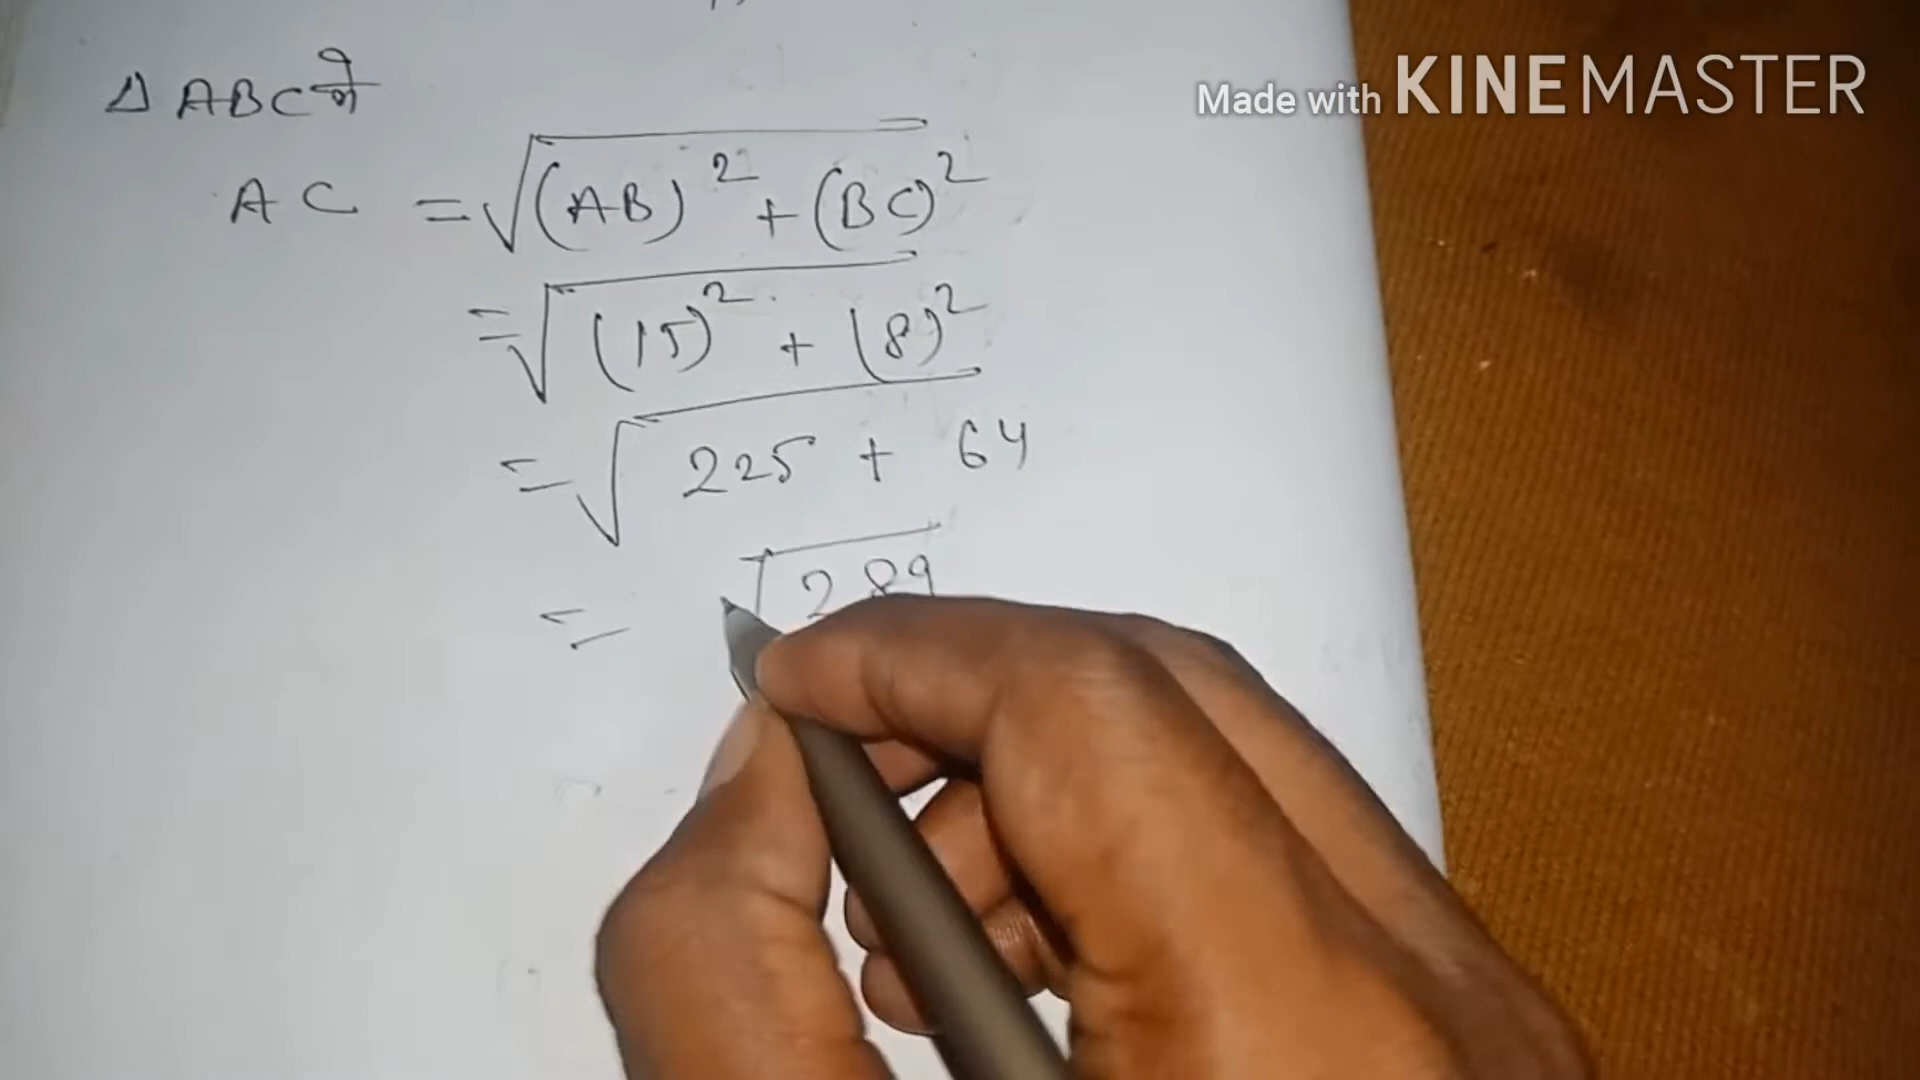 Δ ABC में
Made with KINEMASTER
AC = √(AB)² + (BC)²
= √(15)² + (8)²
= √225 + 64
= √289